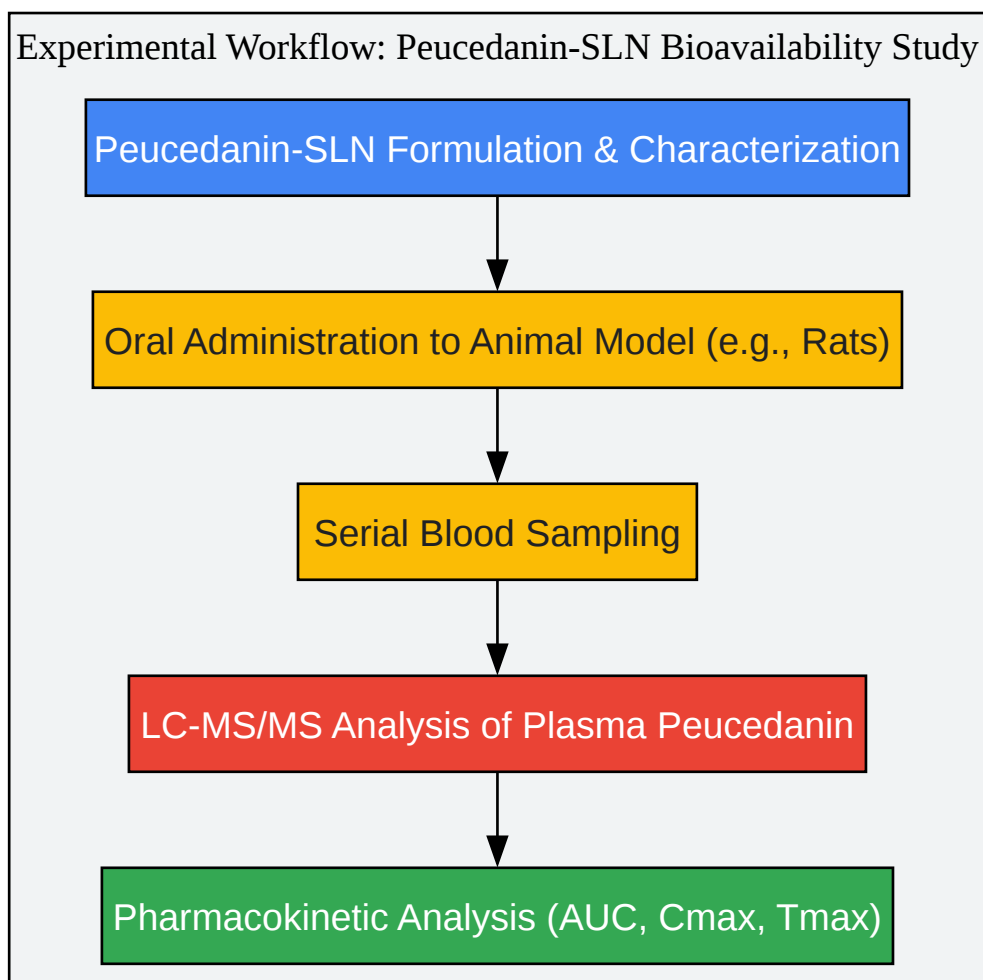 Experimental Workflow: Peucedanin-SLN Bioavailability Study
Peucedanin-SLN Formulation & Characterization
Oral Administration to Animal Model (e.g., Rats)
Serial Blood Sampling
LC-MS/MS Analysis of Plasma Peucedanin
Pharmacokinetic Analysis (AUC, Cmax, Tmax)